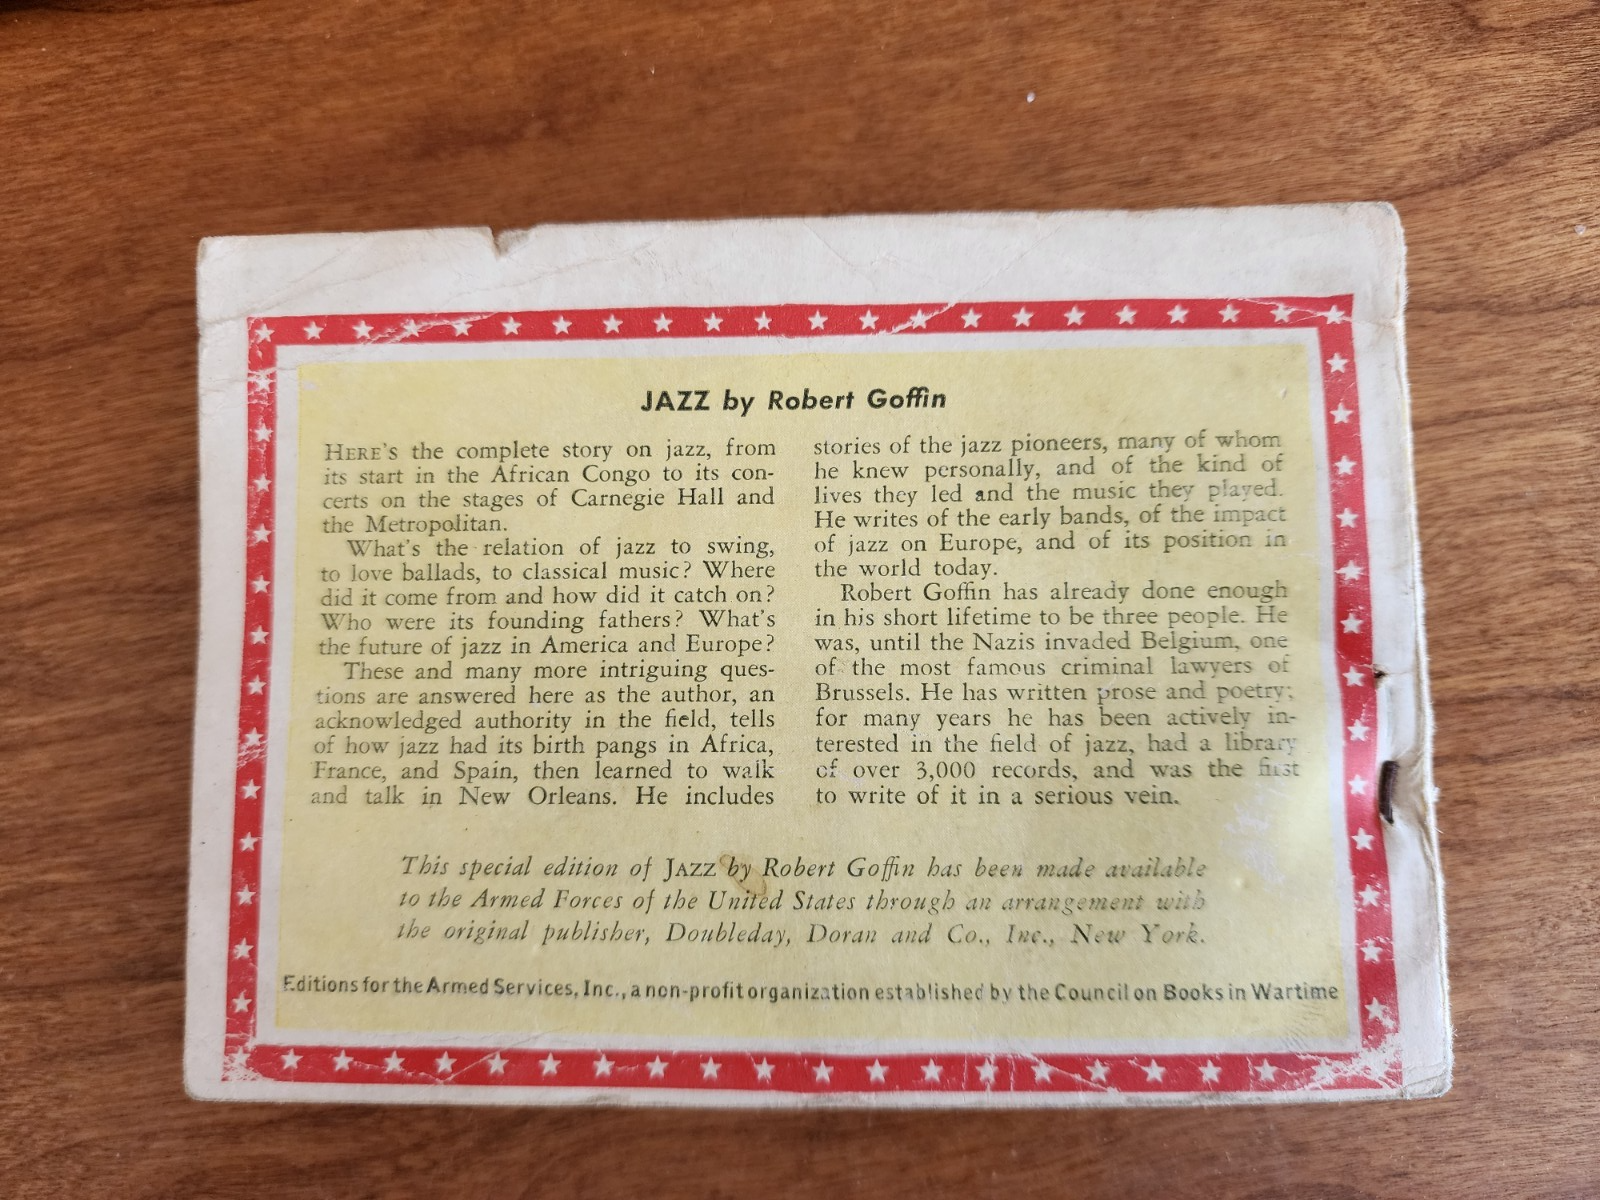 JAZZ by Robert Goffin
HERE'S the complete story on jazz, from
its start in the African Congo to its con-
certs on the stages of Carnegie Hall and
the Metropolitan.
What's the relation of jazz to swing,
to love ballads, to classical music? Where
did it come from and how did it catch on?
Who were its founding fathers? What's
the future of jazz in America and Europe?
These and many more intriguing ques-
tions are answered here as the author, an
acknowledged authority in the field, tells
of how jazz had its birth pangs in Africa,
France, and Spain, then learned to walk
and talk in New Orleans. He includes
stories of the jazz pioneers, many of whom
he knew personally, and of the kind of
lives they led and the music they played.
He writes of the early bands, of the impact
of jazz on Europe, and of its position in
the world today.
Robert Goffin has already done enough
in his short lifetime to be three people. He
was, until the Nazis invaded Belgium, one
of the most famous criminal lawyers of
Brussels. He has written prose and poetry;
for many years he has been actively in-
terested in the field of jazz, had a library
of over 3,000 records, and was the first
to write of it in a serious vein.
This special edition of JAZZ by Robert Goffin has been made available
to the Armed Forces of the United States through an arrangement with
the original publisher, Doubleday, Doran and Co., Inc., New York.
Editions for the Armed Services, Inc., a non-profit organization established by the Council on Books in Wartime